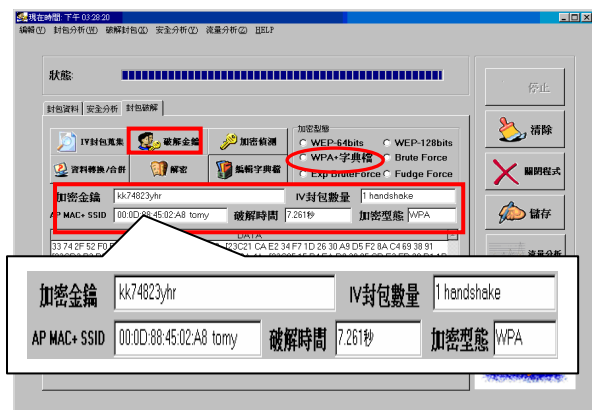 現在時間: 下午 03:28:20
編輯(V) 封包分析(W) 破解封包(X) 安全分析(Y) 流量分析(Z) HELP
狀態:
停止
封包資料 安全分析 封包破解
加密型態
IV封包蒐集 破解金鑰 加密偵測
WEP-64bits WEP-128bits
清除
WPA+字典檔 Brute Force
資料轉換/合併 解密 編輯字典檔
Exp BruteForce Fudge Force
關閉程式
加密金鑰 kk74823yhr IV封包數量 1 handshake
AP MAC+ SSID 00:0D:88:45:02:A8 tomy 破解時間 7.261秒 加密型態 WPA
儲存
DATA
流量分析
加密金鑰 kk74823yhr IV封包數量 1 handshake
AP MAC+ SSID 00:0D:88:45:02:A8 tomy 破解時間 7.261秒 加密型態 WPA